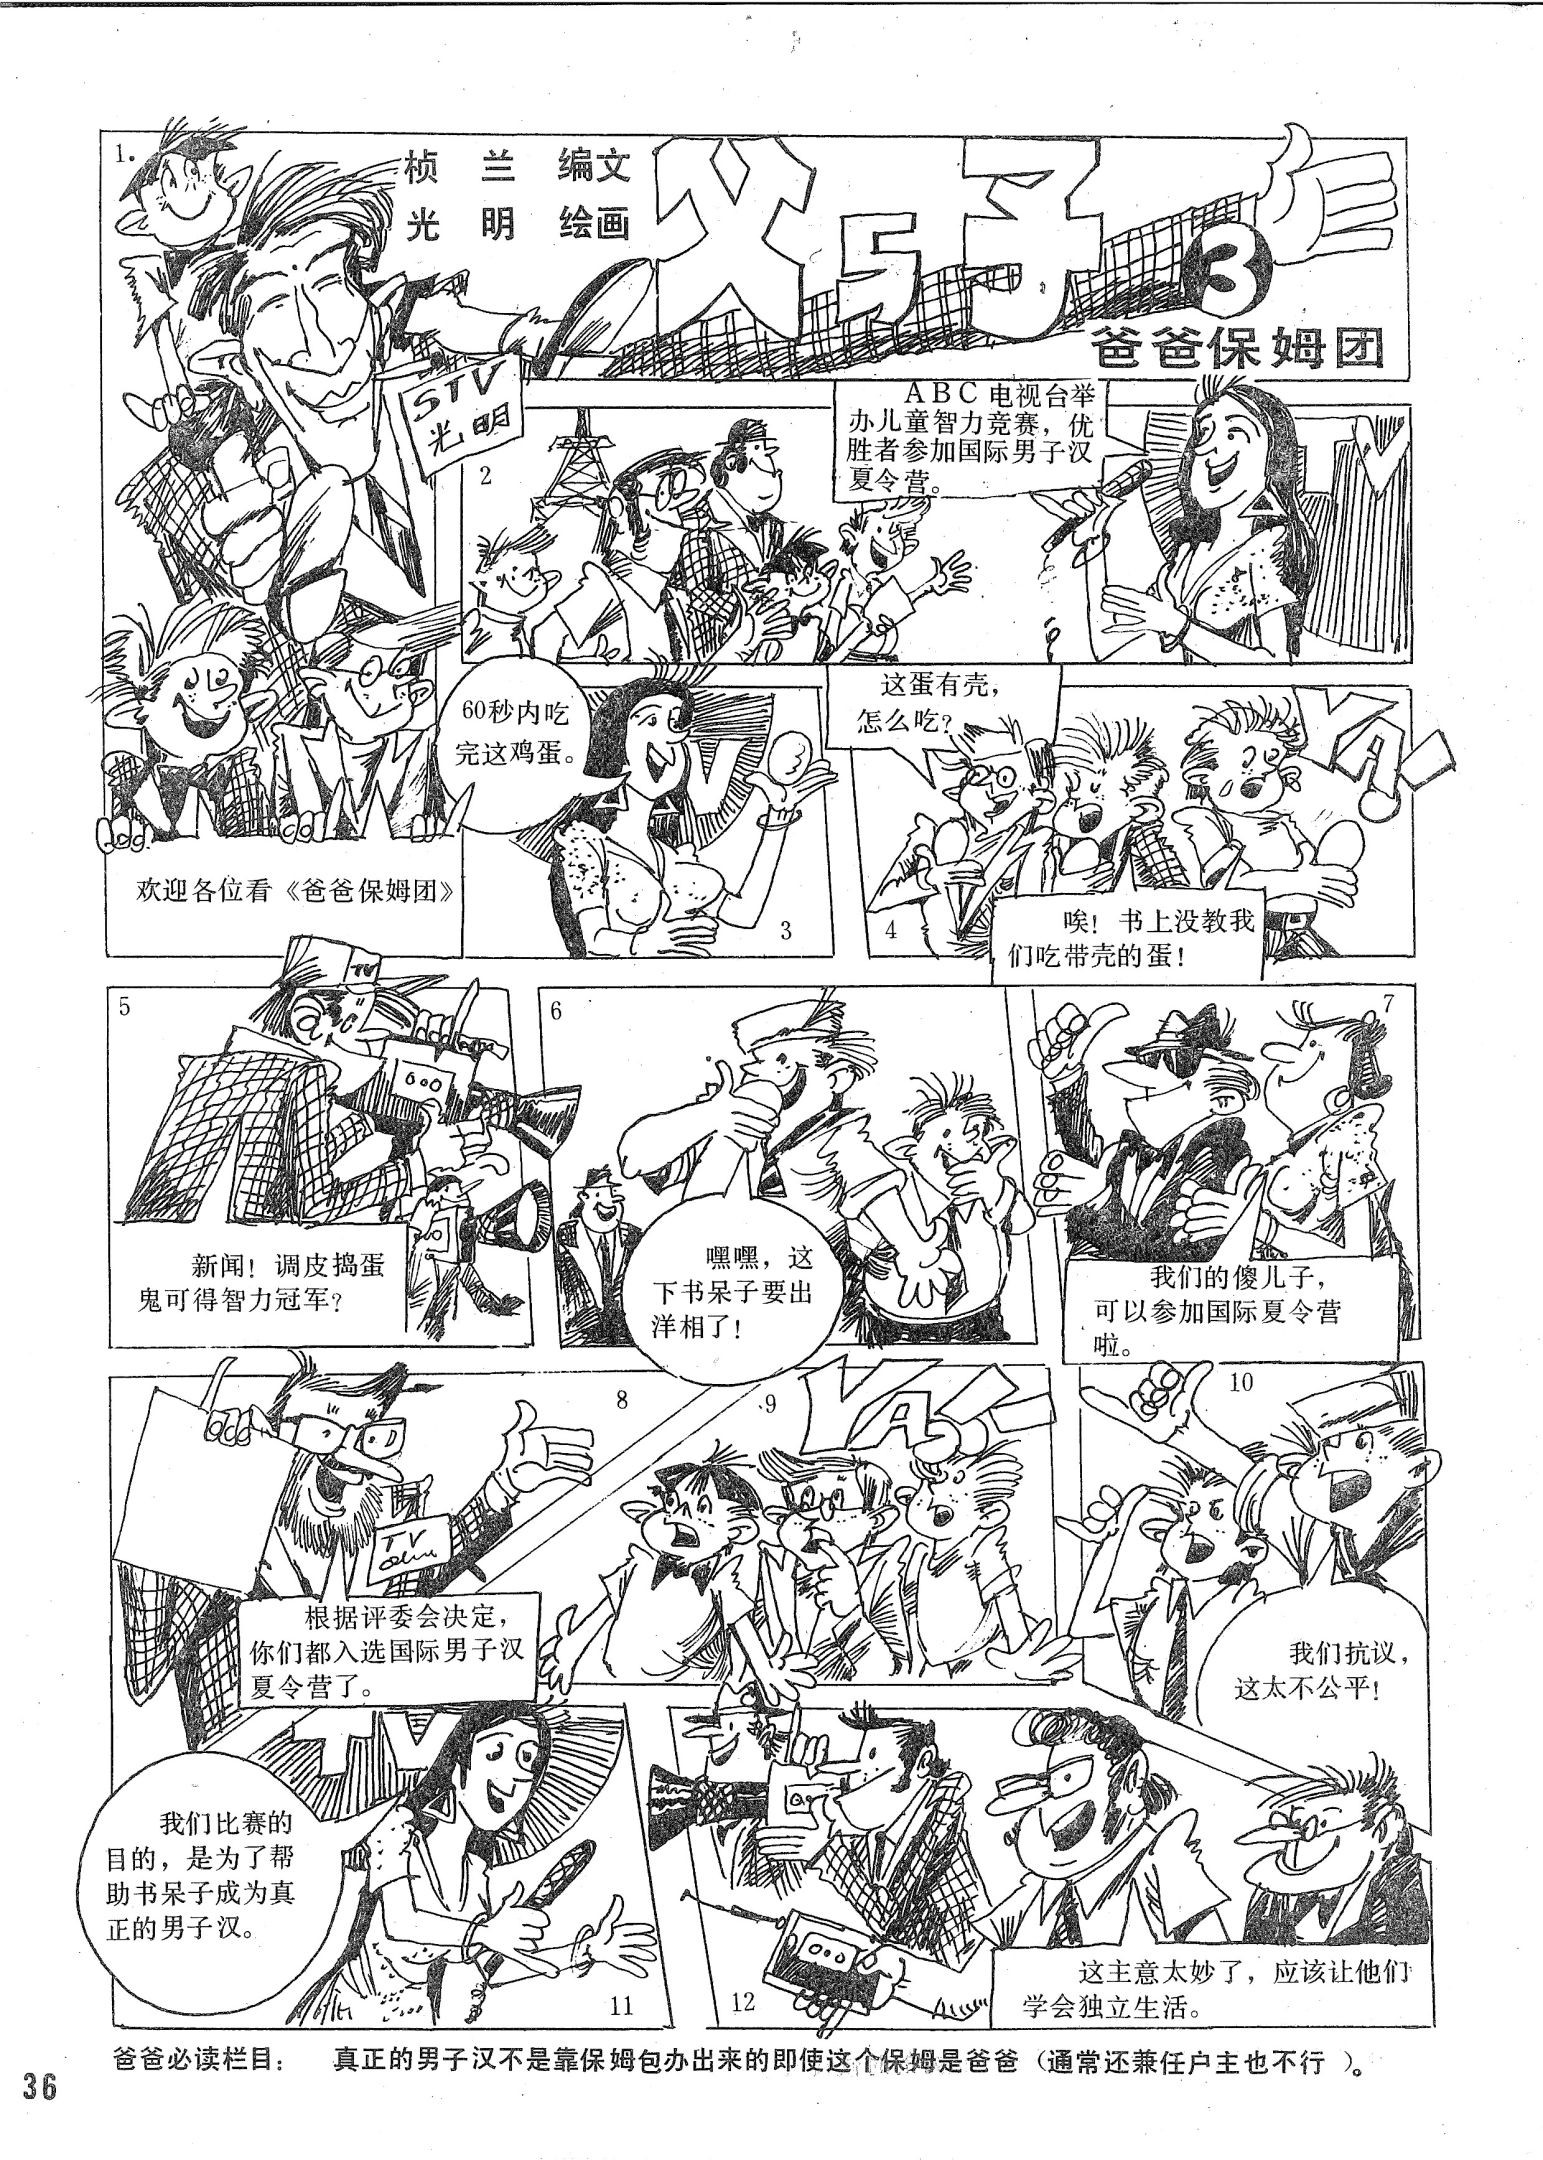 1.
桢 兰 编文
光 明 绘画
父与子
3
爸爸保姆团
STV
光明
欢迎各位看《爸爸保姆团》
2
ABC电视台举
办儿童智力竞赛，优
胜者参加国际男子汉
夏令营。
60秒内吃
完这鸡蛋。
3
这蛋有壳，
怎么吃？
YA!
4
唉！书上没教我
们吃带壳的蛋！
5
TV
新闻！调皮捣蛋
鬼可得智力冠军？
6
嘿嘿，这
下书呆子要出
洋相了！
7
我们的傻儿子，
可以参加国际夏令营
啦。
8
TV
根据评委会决定，
你们都入选国际男子汉
夏令营了。
9
YA
10
我们抗议，
这太不公平！
TV
我们比赛的
目的，是为了帮
助书呆子成为真
正的男子汉。
11
12
这主意太妙了，应该让他们
学会独立生活。
爸爸必读栏目： 真正的男子汉不是靠保姆包办出来的即使这个保姆是爸爸（通常还兼任户主也不行）。
36